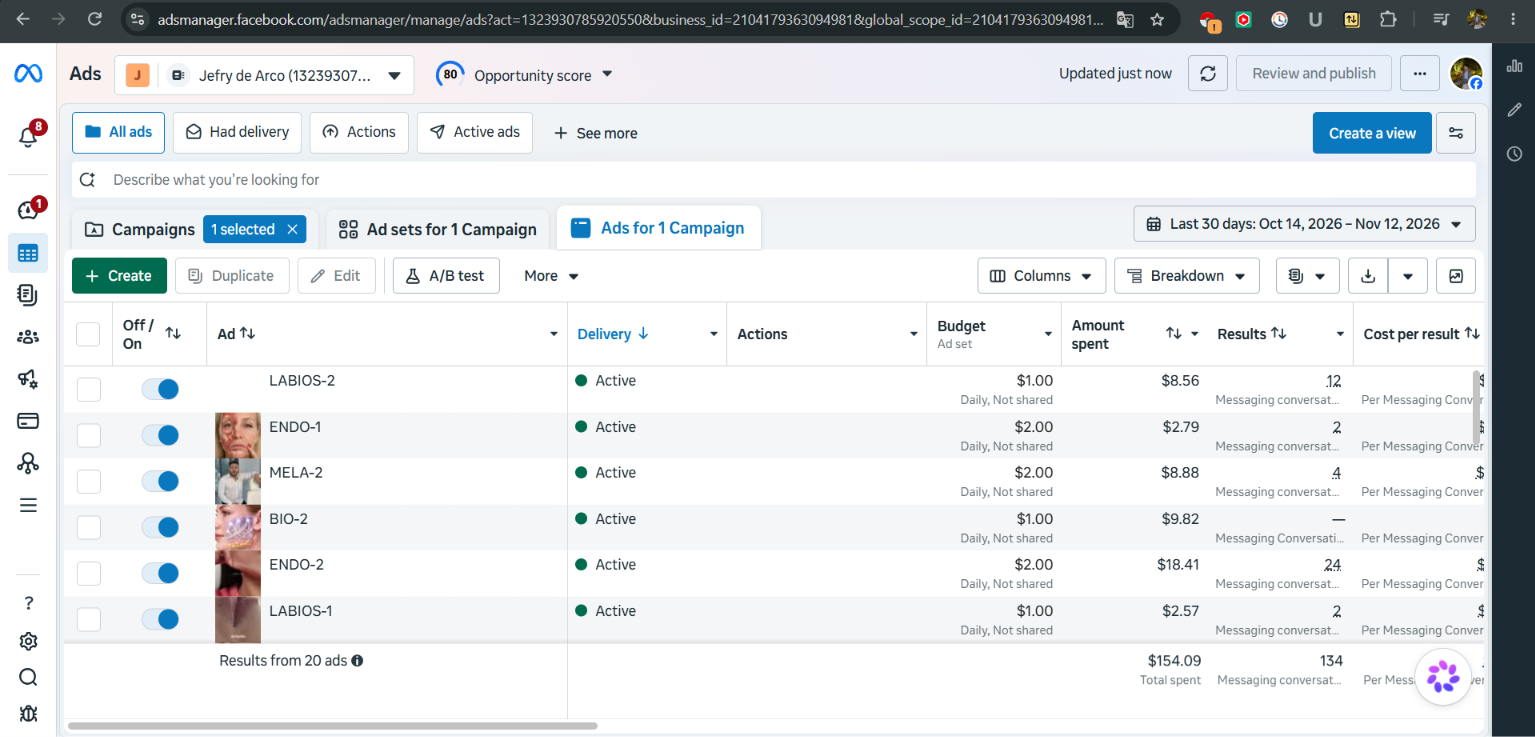 adsmanager.facebook.com/adsmanager/manage/ads?act=1323930785920550&business_id=2104179363094981&global_scope_id=2104179363094981...
Ads
J
Jefry de Arco (13239307...
80
Opportunity score
Updated just now
Review and publish
8
All ads
Had delivery
Actions
Active ads
See more
Create a view
Describe what you're looking for
1
Campaigns
1 selected
Ad sets for 1 Campaign
Ads for 1 Campaign
Last 30 days: Oct 14, 2026 – Nov 12, 2026
+ Create
Duplicate
Edit
A/B test
More
Columns
Breakdown
Off / On
Ad
Delivery
Actions
Budget
Ad set
Amount spent
Results
Cost per result
LABIOS-2
Active
$1.00
$8.56
12
$
Daily, Not shared
Messaging conversat...
Per Messaging Conver
ENDO-1
Active
$2.00
$2.79
2
$
Daily, Not shared
Messaging conversat...
Per Messaging Conver
MELA-2
Active
$2.00
$8.88
4
$
Daily, Not shared
Messaging conversat...
Per Messaging Conver
BIO-2
Active
$1.00
$9.82
—
Daily, Not shared
Messaging Conversati...
Per Messaging Conver
ENDO-2
Active
$2.00
$18.41
24
$
Daily, Not shared
Messaging conversat...
Per Messaging Conver
LABIOS-1
Active
$1.00
$2.57
2
$
Daily, Not shared
Messaging conversat...
Per Messaging Conver
Results from 20 ads
$154.09
134
Total spent
Messaging conversat...
Per Mess
ver